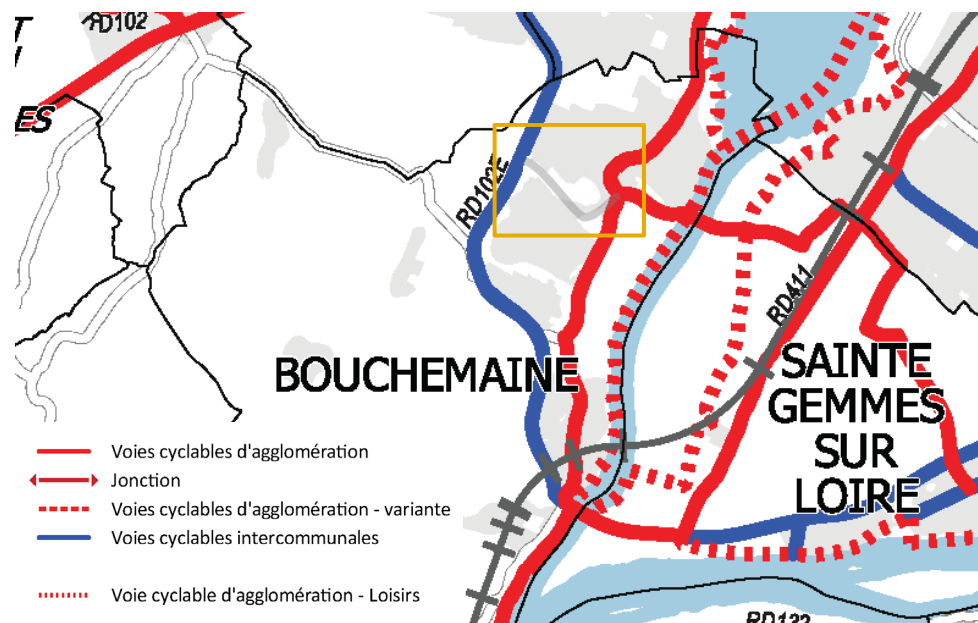 RD102
ES
RD102E
RD411
BOUCHEMAINE
SAINTE
GEMMES
SUR
LOIRE
Voies cyclables d'agglomération
Jonction
Voies cyclables d'agglomération - variante
Voies cyclables intercommunales
Voie cyclable d'agglomération - Loisirs